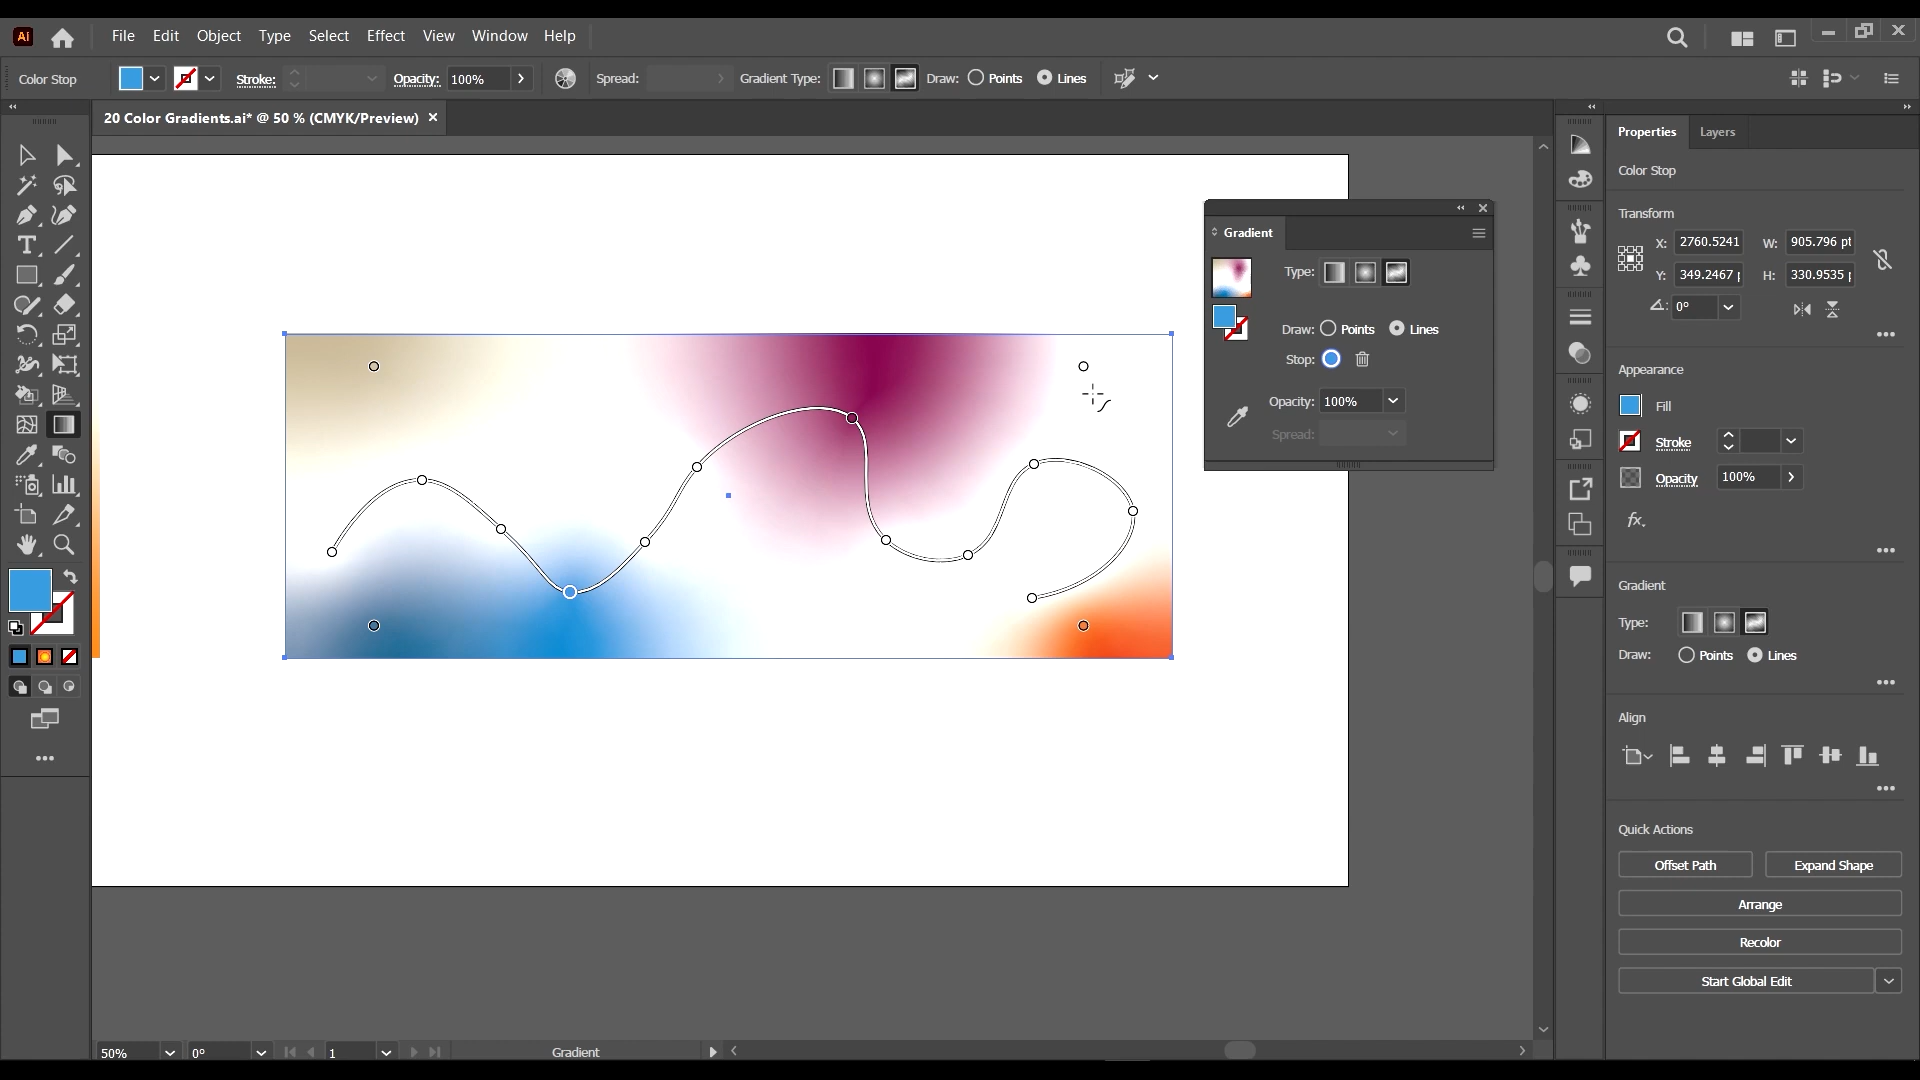 Ai File Edit Object Type Select Effect View Window Help
Color Stop Stroke: Opacity: 100% Spread: Gradient Type: Draw: Points Lines
20 Color Gradients.ai* @ 50 % (CMYK/Preview)
Properties Layers
Color Stop
Transform
X: 2760.5241 W: 905.796 pt
Y: 349.2467 p H: 330.9535 p
0°
Appearance
Fill
Stroke
Opacity 100%
fx.
Gradient
Type:
Draw: Points Lines
Align
Quick Actions
Offset Path Expand Shape
Arrange
Recolor
Start Global Edit
Gradient
Type:
Draw: Points Lines
Stop:
Opacity: 100%
Spread:
50% 0° 1 Gradient